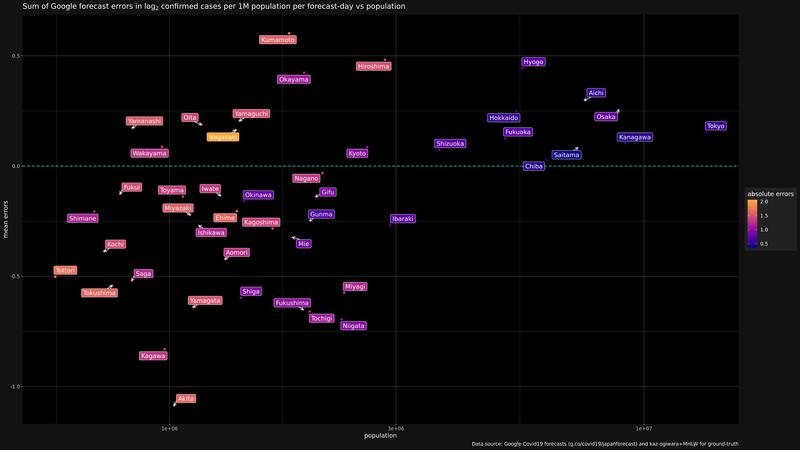 Sum of Google forecast errors in log₂ confirmed cases per 1M population per forecast-day vs population
Kumamoto
Hyogo
Hiroshima
Okayama
Aichi
Oita
Yamaguchi
Hokkaido
Osaka
Yamanashi
Tokyo
Nagasaki
Fukuoka
Kanagawa
Shizuoka
Wakayama
Kyoto
Saitama
Chiba
Nagano
Fukui
Toyama
Iwate
Okinawa
Gifu
Miyazaki
Shimane
Ehime
Kagoshima
Gunma
Ibaraki
Ishikawa
Kochi
Mie
Aomori
Tottori
Saga
Tokushima
Shiga
Miyagi
Yamagata
Fukushima
Tochigi
Niigata
Kagawa
Akita
0.5
0.0
-0.5
-1.0
mean errors
1e+06
3e+06
1e+07
population
absolute errors
2.0
1.5
1.0
0.5
Data source: Google Covid19 forecasts (g.co/covid19/japanforecast) and kaz-ogiwara+MHLW for ground-truth